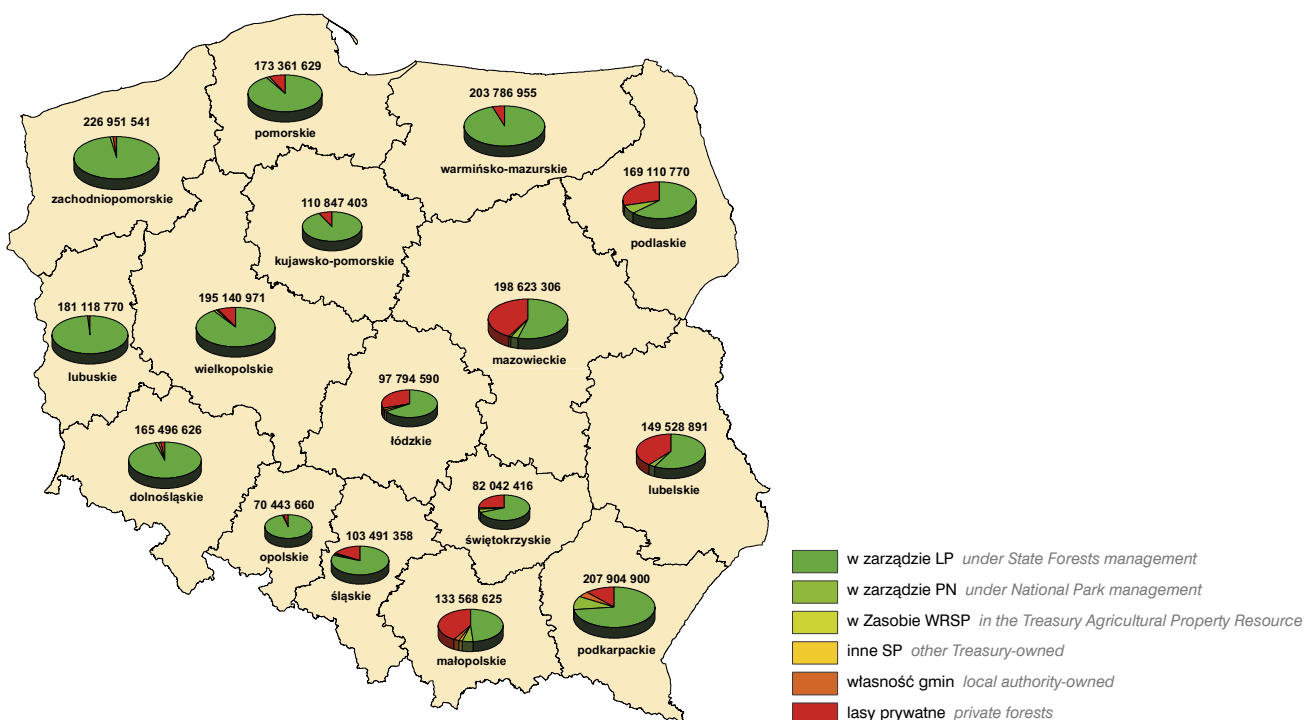 173 361 629
pomorskie
203 786 955
warmińsko-mazurskie
226 951 541
zachodniopomorskie
169 110 770
podlaskie
110 847 403
kujawsko-pomorskie
198 623 306
mazowieckie
181 118 770
lubuskie
195 140 971
wielkopolskie
97 794 590
łódzkie
165 496 626
dolnośląskie
149 528 891
lubelskie
70 443 660
opolskie
103 491 358
śląskie
82 042 416
świętokrzyskie
133 568 625
małopolskie
207 904 900
podkarpackie
w zarządzie LP under State Forests management
w zarządzie PN under National Park management
w Zasobie WRSP in the Treasury Agricultural Property Resource
inne SP other Treasury-owned
własność gmin local authority-owned
lasy prywatne private forests